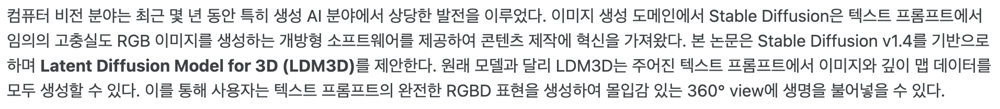 컴퓨터 비전 분야는 최근 몇 년 동안 특히 생성 AI 분야에서 상당한 발전을 이루었다. 이미지 생성 도메인에서 Stable Diffusion은 텍스트 프롬프트에서
임의의 고충실도 RGB 이미지를 생성하는 개방형 소프트웨어를 제공하여 콘텐츠 제작에 혁신을 가져왔다. 본 논문은 Stable Diffusion v1.4를 기반으로
하며 Latent Diffusion Model for 3D (LDM3D)를 제안한다. 원래 모델과 달리 LDM3D는 주어진 텍스트 프롬프트에서 이미지와 깊이 맵 데이터를
모두 생성할 수 있다. 이를 통해 사용자는 텍스트 프롬프트의 완전한 RGBD 표현을 생성하여 몰입감 있는 360° view에 생명을 불어넣을 수 있다.